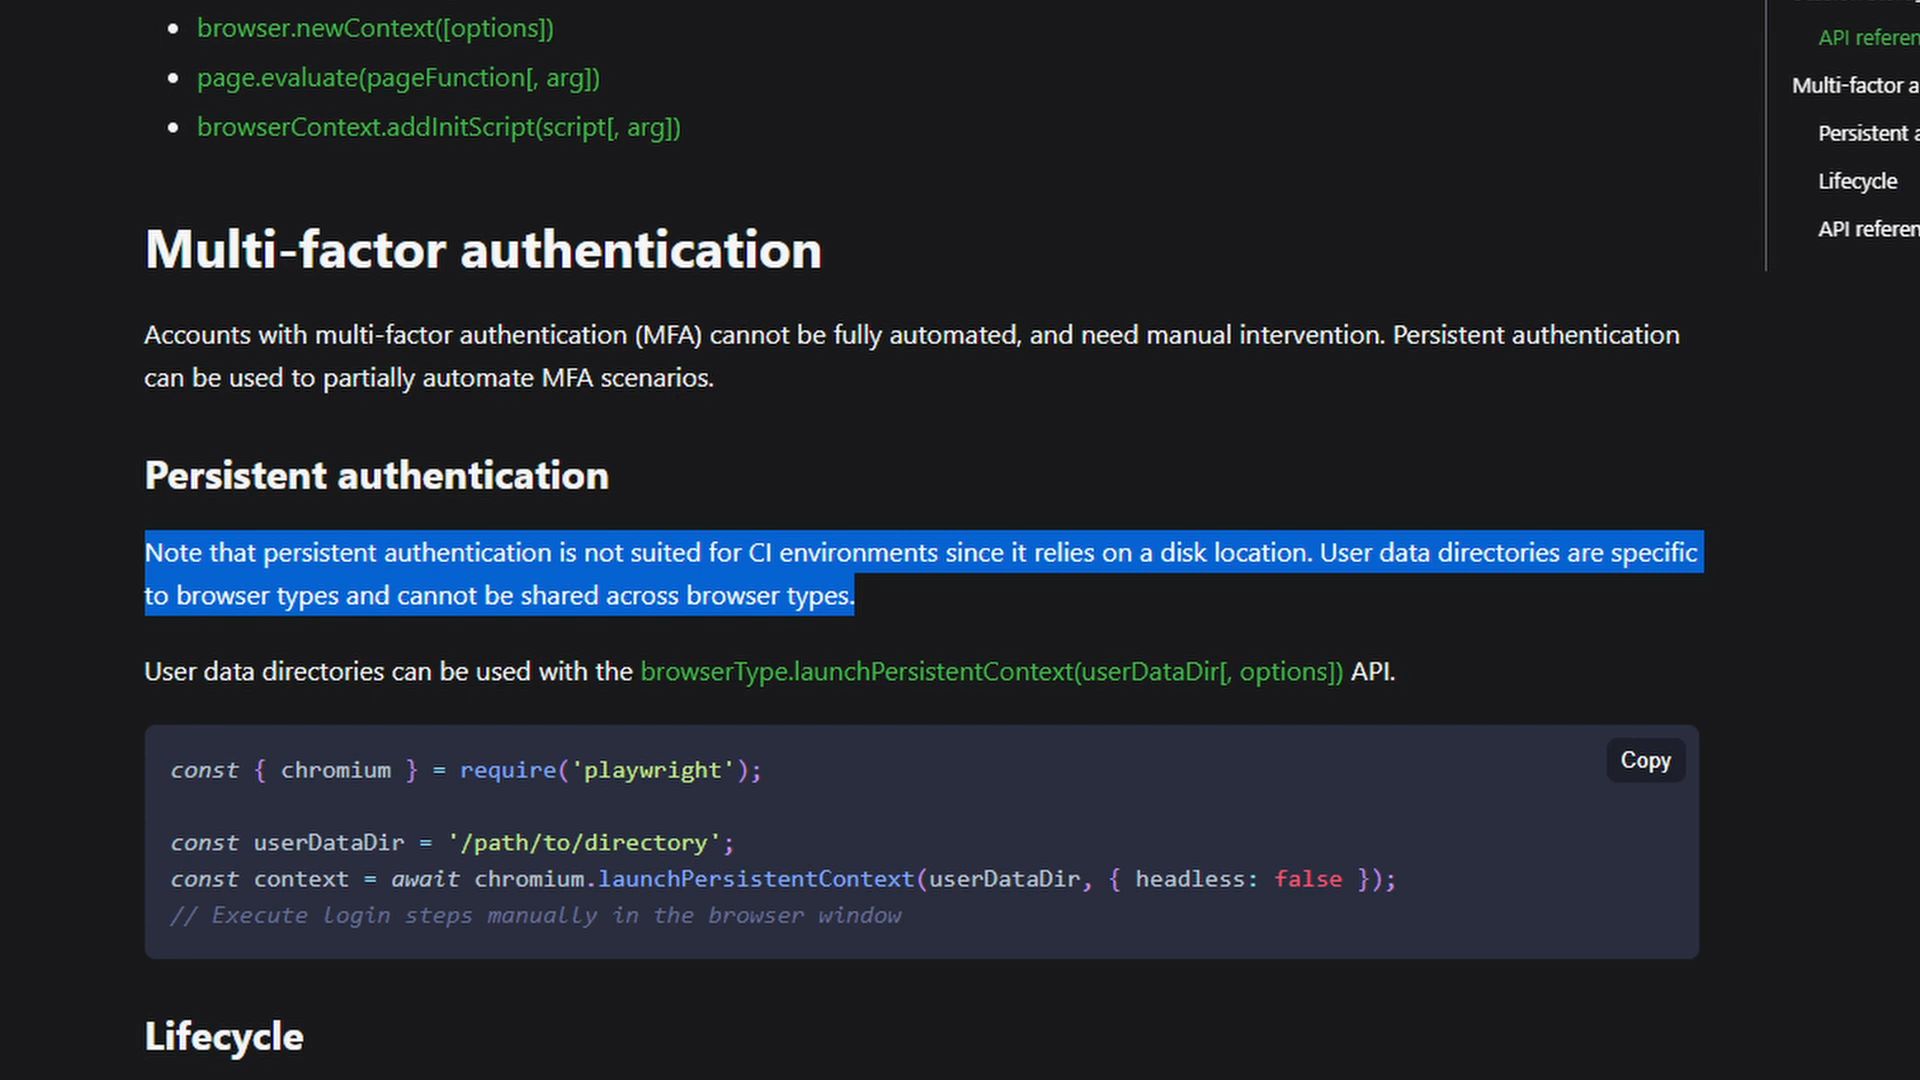 browser.newContext([options])
page.evaluate(pageFunction[, arg])
browserContext.addInitScript(script[, arg])
Multi-factor authentication
Accounts with multi-factor authentication (MFA) cannot be fully automated, and need manual intervention. Persistent authentication
can be used to partially automate MFA scenarios.
Persistent authentication
Note that persistent authentication is not suited for CI environments since it relies on a disk location. User data directories are specific
to browser types and cannot be shared across browser types.
User data directories can be used with the browserType.launchPersistentContext(userDataDir[, options]) API.
Copy
const { chromium } = require('playwright');
const userDataDir = '/path/to/directory';
const context = await chromium.launchPersistentContext(userDataDir, { headless: false });
// Execute login steps manually in the browser window
Lifecycle
API referen
Multi-factor a
Persistent a
Lifecycle
API referen